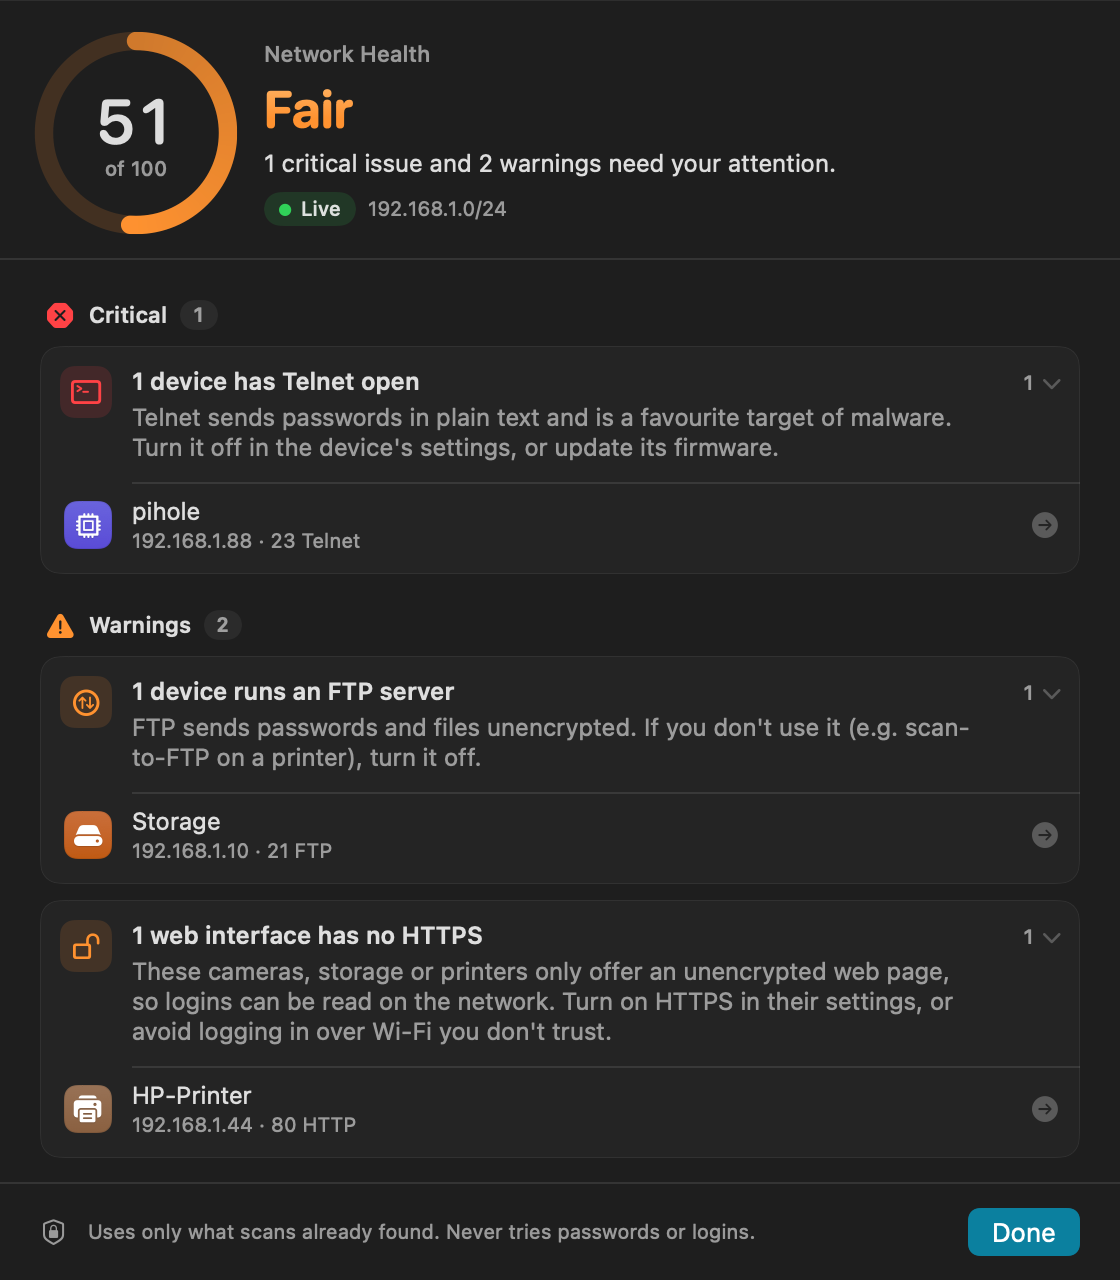 51
of 100
Network Health
Fair
1 critical issue and 2 warnings need your attention.
Live 192.168.1.0/24
Critical 1
1 device has Telnet open 1
Telnet sends passwords in plain text and is a favourite target of malware.
Turn it off in the device's settings, or update its firmware.
pihole
192.168.1.88 · 23 Telnet
Warnings 2
1 device runs an FTP server 1
FTP sends passwords and files unencrypted. If you don't use it (e.g. scan-
to-FTP on a printer), turn it off.
Storage
192.168.1.10 · 21 FTP
1 web interface has no HTTPS 1
These cameras, storage or printers only offer an unencrypted web page,
so logins can be read on the network. Turn on HTTPS in their settings, or
avoid logging in over Wi-Fi you don't trust.
HP-Printer
192.168.1.44 · 80 HTTP
Uses only what scans already found. Never tries passwords or logins.
Done